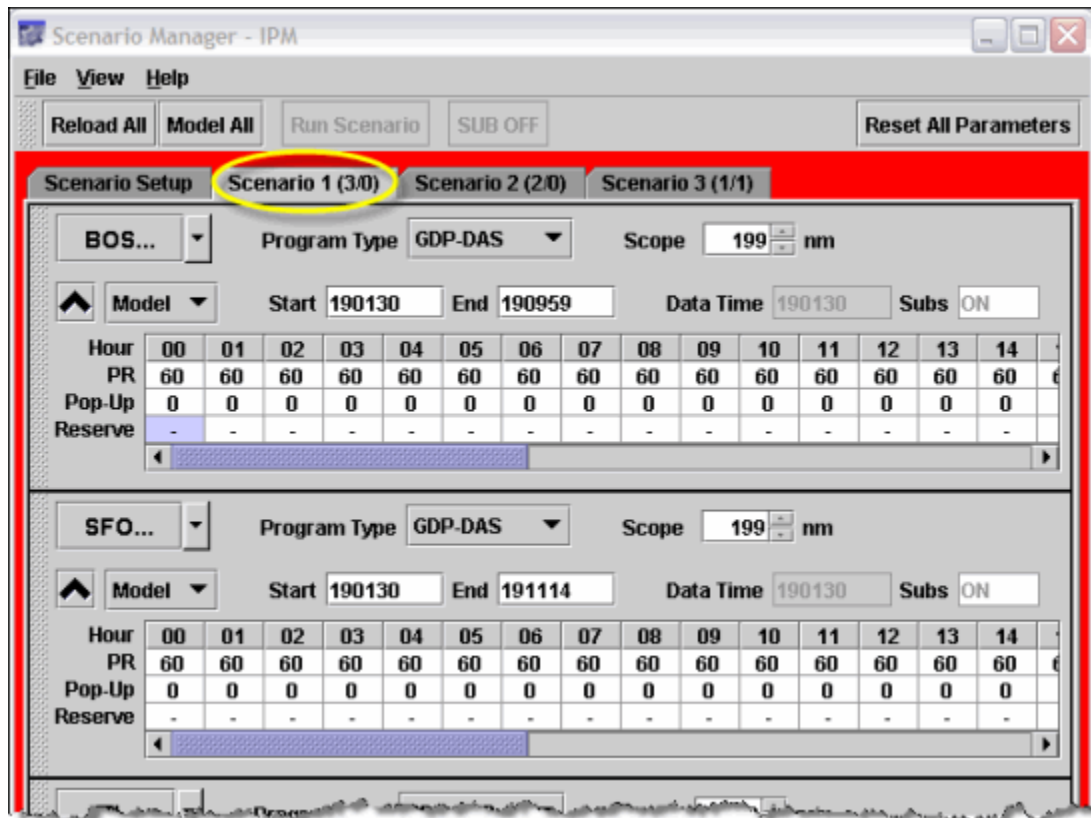 Scenario Manager - IPM
File View Help
Reload All Model All Run Scenario SUB OFF Reset All Parameters
Scenario Setup Scenario 1 (3/0) Scenario 2 (2/0) Scenario 3 (1/1)
BOS... Program Type GDP-DAS Scope 199 nm
Model Start 190130 End 190959 Data Time 190130 Subs ON
Hour 00 01 02 03 04 05 06 07 08 09 10 11 12 13 14
PR 60 60 60 60 60 60 60 60 60 60 60 60 60 60 60
Pop-Up 0 0 0 0 0 0 0 0 0 0 0 0 0 0 0
Reserve - - - - - - - - - - - - - - -
SFO... Program Type GDP-DAS Scope 199 nm
Model Start 190130 End 191114 Data Time 190130 Subs ON
Hour 00 01 02 03 04 05 06 07 08 09 10 11 12 13 14
PR 60 60 60 60 60 60 60 60 60 60 60 60 60 60 60
Pop-Up 0 0 0 0 0 0 0 0 0 0 0 0 0 0 0
Reserve - - - - - - - - - - - - - - -